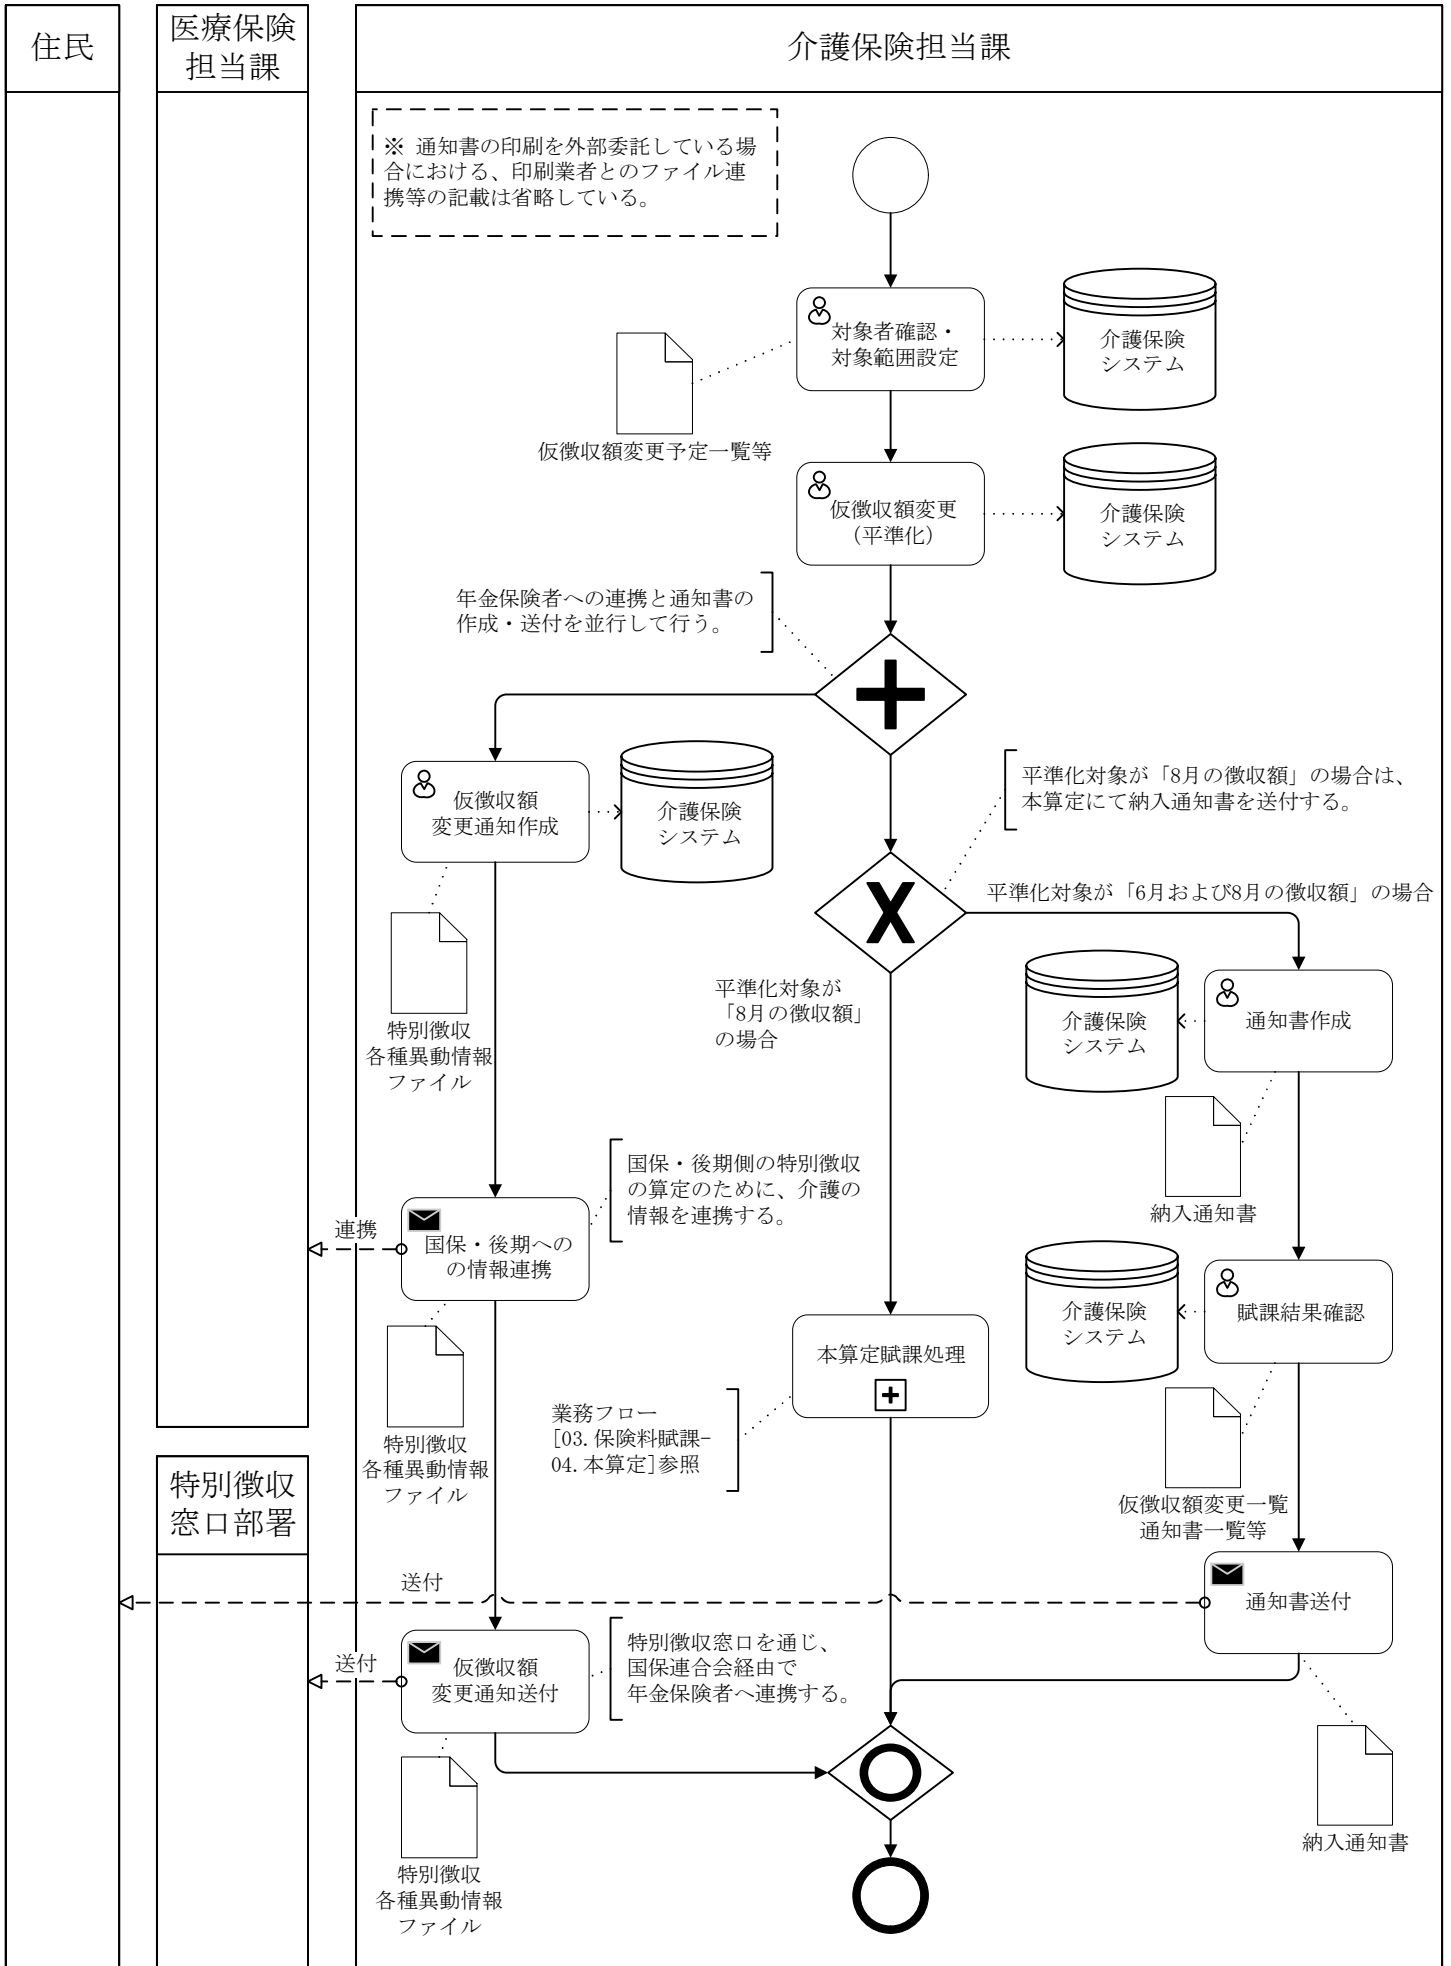 住民
医療保険
担当課
介護保険担当課
※ 通知書の印刷を外部委託している場
合における、印刷業者とのファイル連
携等の記載は省略している。
対象者確認・
対象範囲設定
介護保険
システム
仮徴収額変更予定一覧等
仮徴収額変更
（平準化）
介護保険
システム
年金保険者への連携と通知書の
作成・送付を並行して行う。
仮徴収額
変更通知作成
介護保険
システム
平準化対象が「8月の徴収額」の場合は、
本算定にて納入通知書を送付する。
平準化対象が「6月および8月の徴収額」の場合
平準化対象が
「8月の徴収額」
の場合
特別徴収
各種異動情報
ファイル
介護保険
システム
通知書作成
納入通知書
国保・後期側の特別徴収
の算定のために、介護の
情報を連携する。
連携
国保・後期への
の情報連携
介護保険
システム
賦課結果確認
本算定賦課処理
業務フロー
[03.保険料賦課-
04.本算定]参照
特別徴収
各種異動情報
ファイル
仮徴収額変更一覧
通知書一覧等
特別徴収
窓口部署
送付
通知書送付
送付
仮徴収額
変更通知送付
特別徴収窓口を通じ、
国保連合会経由で
年金保険者へ連携する。
納入通知書
特別徴収
各種異動情報
ファイル